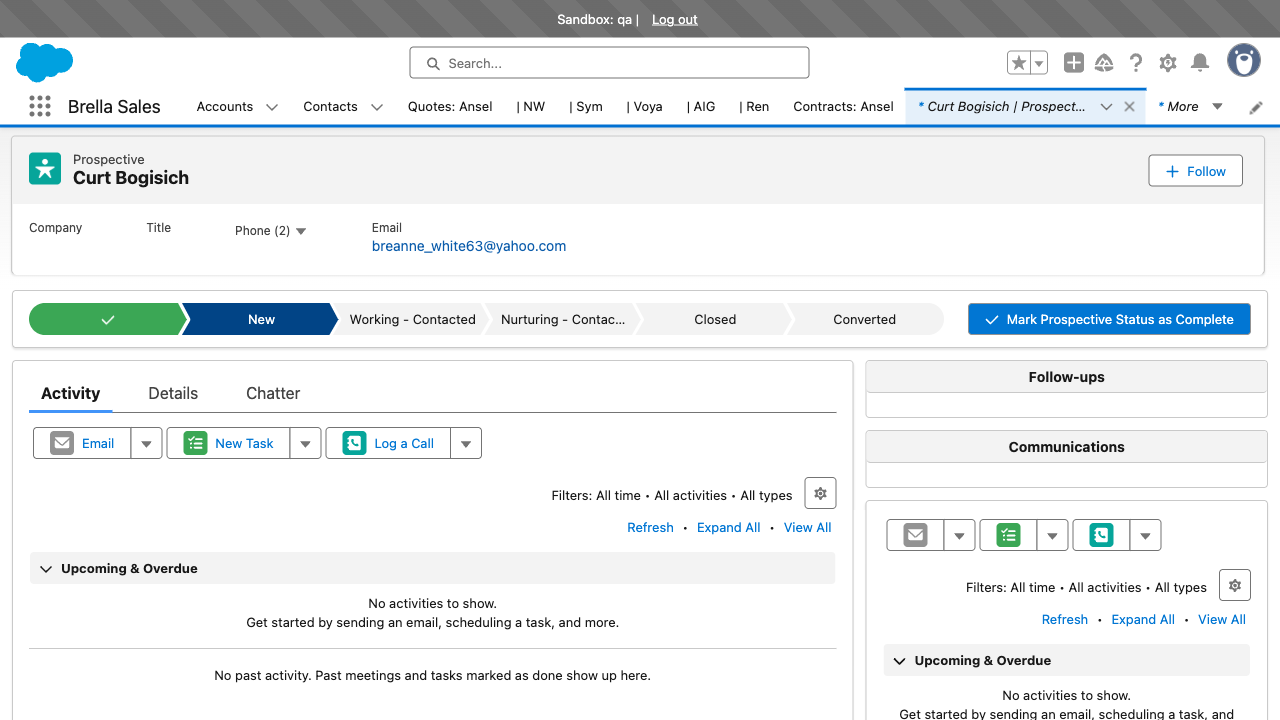 Sandbox: qa | Log out
Search...
Brella Sales
Accounts
Contacts
Quotes: Ansel
| NW
| Sym
| Voya
| AIG
| Ren
Contracts: Ansel
* Curt Bogisich | Prospect...
* More
Prospective
Curt Bogisich
Follow
Company
Title
Phone (2)
Email
breanne_white63@yahoo.com
New
Working - Contacted
Nurturing - Contac...
Closed
Converted
Mark Prospective Status as Complete
Activity
Details
Chatter
Email
New Task
Log a Call
Filters: All time • All activities • All types
Refresh • Expand All • View All
Upcoming & Overdue
No activities to show.
Get started by sending an email, scheduling a task, and more.
No past activity. Past meetings and tasks marked as done show up here.
Follow-ups
Communications
Filters: All time • All activities • All types
Refresh • Expand All • View All
Upcoming & Overdue
No activities to show.
Get started by sending an email, scheduling a task, and